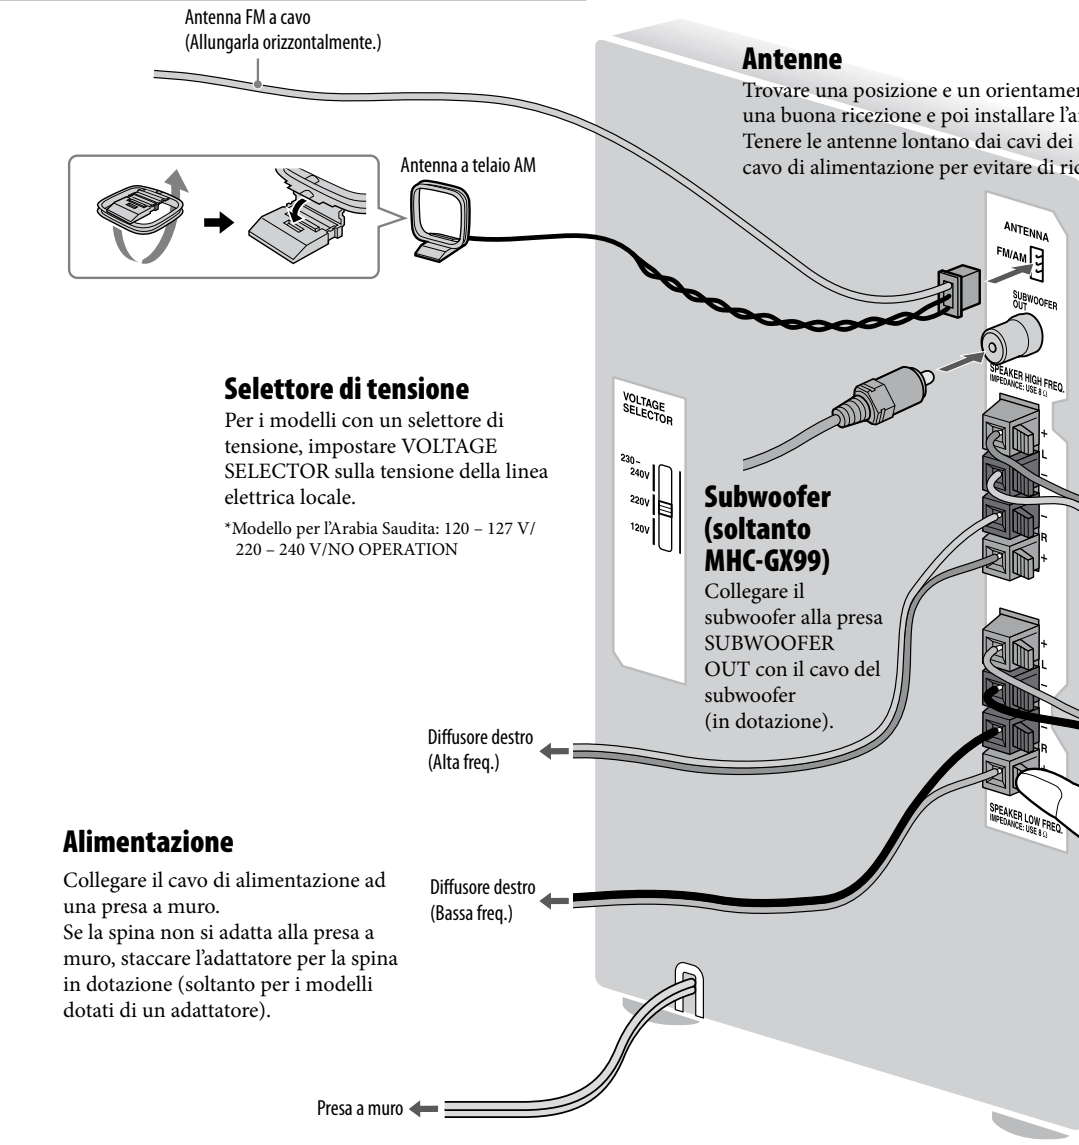 Antenna FM a cavo
(Allungarla orizzontalmente.)
Antenna a telaio AM
Antenne
Trovare una posizione e un
una buona ricezione e poi installare
Tenere le antenne lontano dai cavi dei
cavo di alimentazione per evitare di
ANTENNA
FM/AM
SUBWOOFER
OUT
SPEAKER HIGH FREQ.
IMPEDANCE: USE 8 Ω
+
L
–
–
R
+
Selettore di tensione
Per i modelli con un selettore di
tensione, impostare VOLTAGE
SELECTOR sulla tensione della linea
elettrica locale.
*Modello per l'Arabia Saudita: 120 – 127 V/
220 – 240 V/NO OPERATION
VOLTAGE
SELECTOR
230–
240V
220V
120V
Subwoofer
(soltanto
MHC-GX99)
Collegare il
subwoofer alla presa
SUBWOOFER
OUT con il cavo del
subwoofer
(in dotazione).
+
L
–
–
R
+
SPEAKER LOW FREQ.
IMPEDANCE: USE 8 Ω
Diffusore destro
(Alta freq.)
Alimentazione
Collegare il cavo di alimentazione ad
una presa a muro.
Se la spina non si adatta alla presa a
muro, staccare l'adattatore per la spina
in dotazione (soltanto per i modelli
dotati di un adattatore).
Diffusore destro
(Bassa freq.)
Presa a muro